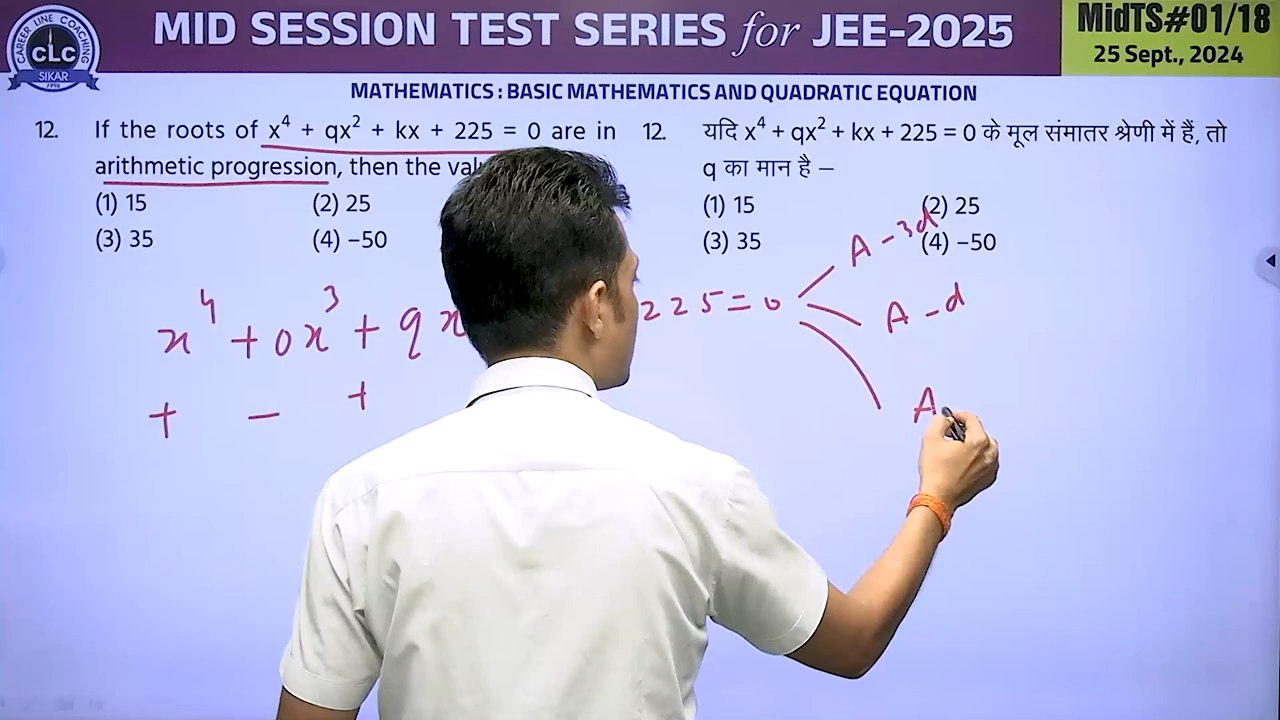 MID SESSION TEST SERIES for JEE-2025
MidTS#01/18
25 Sept., 2024
CAREER LINE COACHING
CLC
SIKAR
MATHEMATICS : BASIC MATHEMATICS AND QUADRATIC EQUATION
12. If the roots of x⁴ + qx² + kx + 225 = 0 are in
arithmetic progression, then the
(1) 15 (2) 25
(3) 35 (4) −50
12. यदि x⁴ + qx² + kx + 225 = 0 के मूल समांतर श्रेणी में हैं, तो
q का मान है –
(1) 15 (2) 25
(3) 35 (4) −50
x⁴ + 0x³ + q x
225 = 0
A - 3d
A - d
A
+ - +